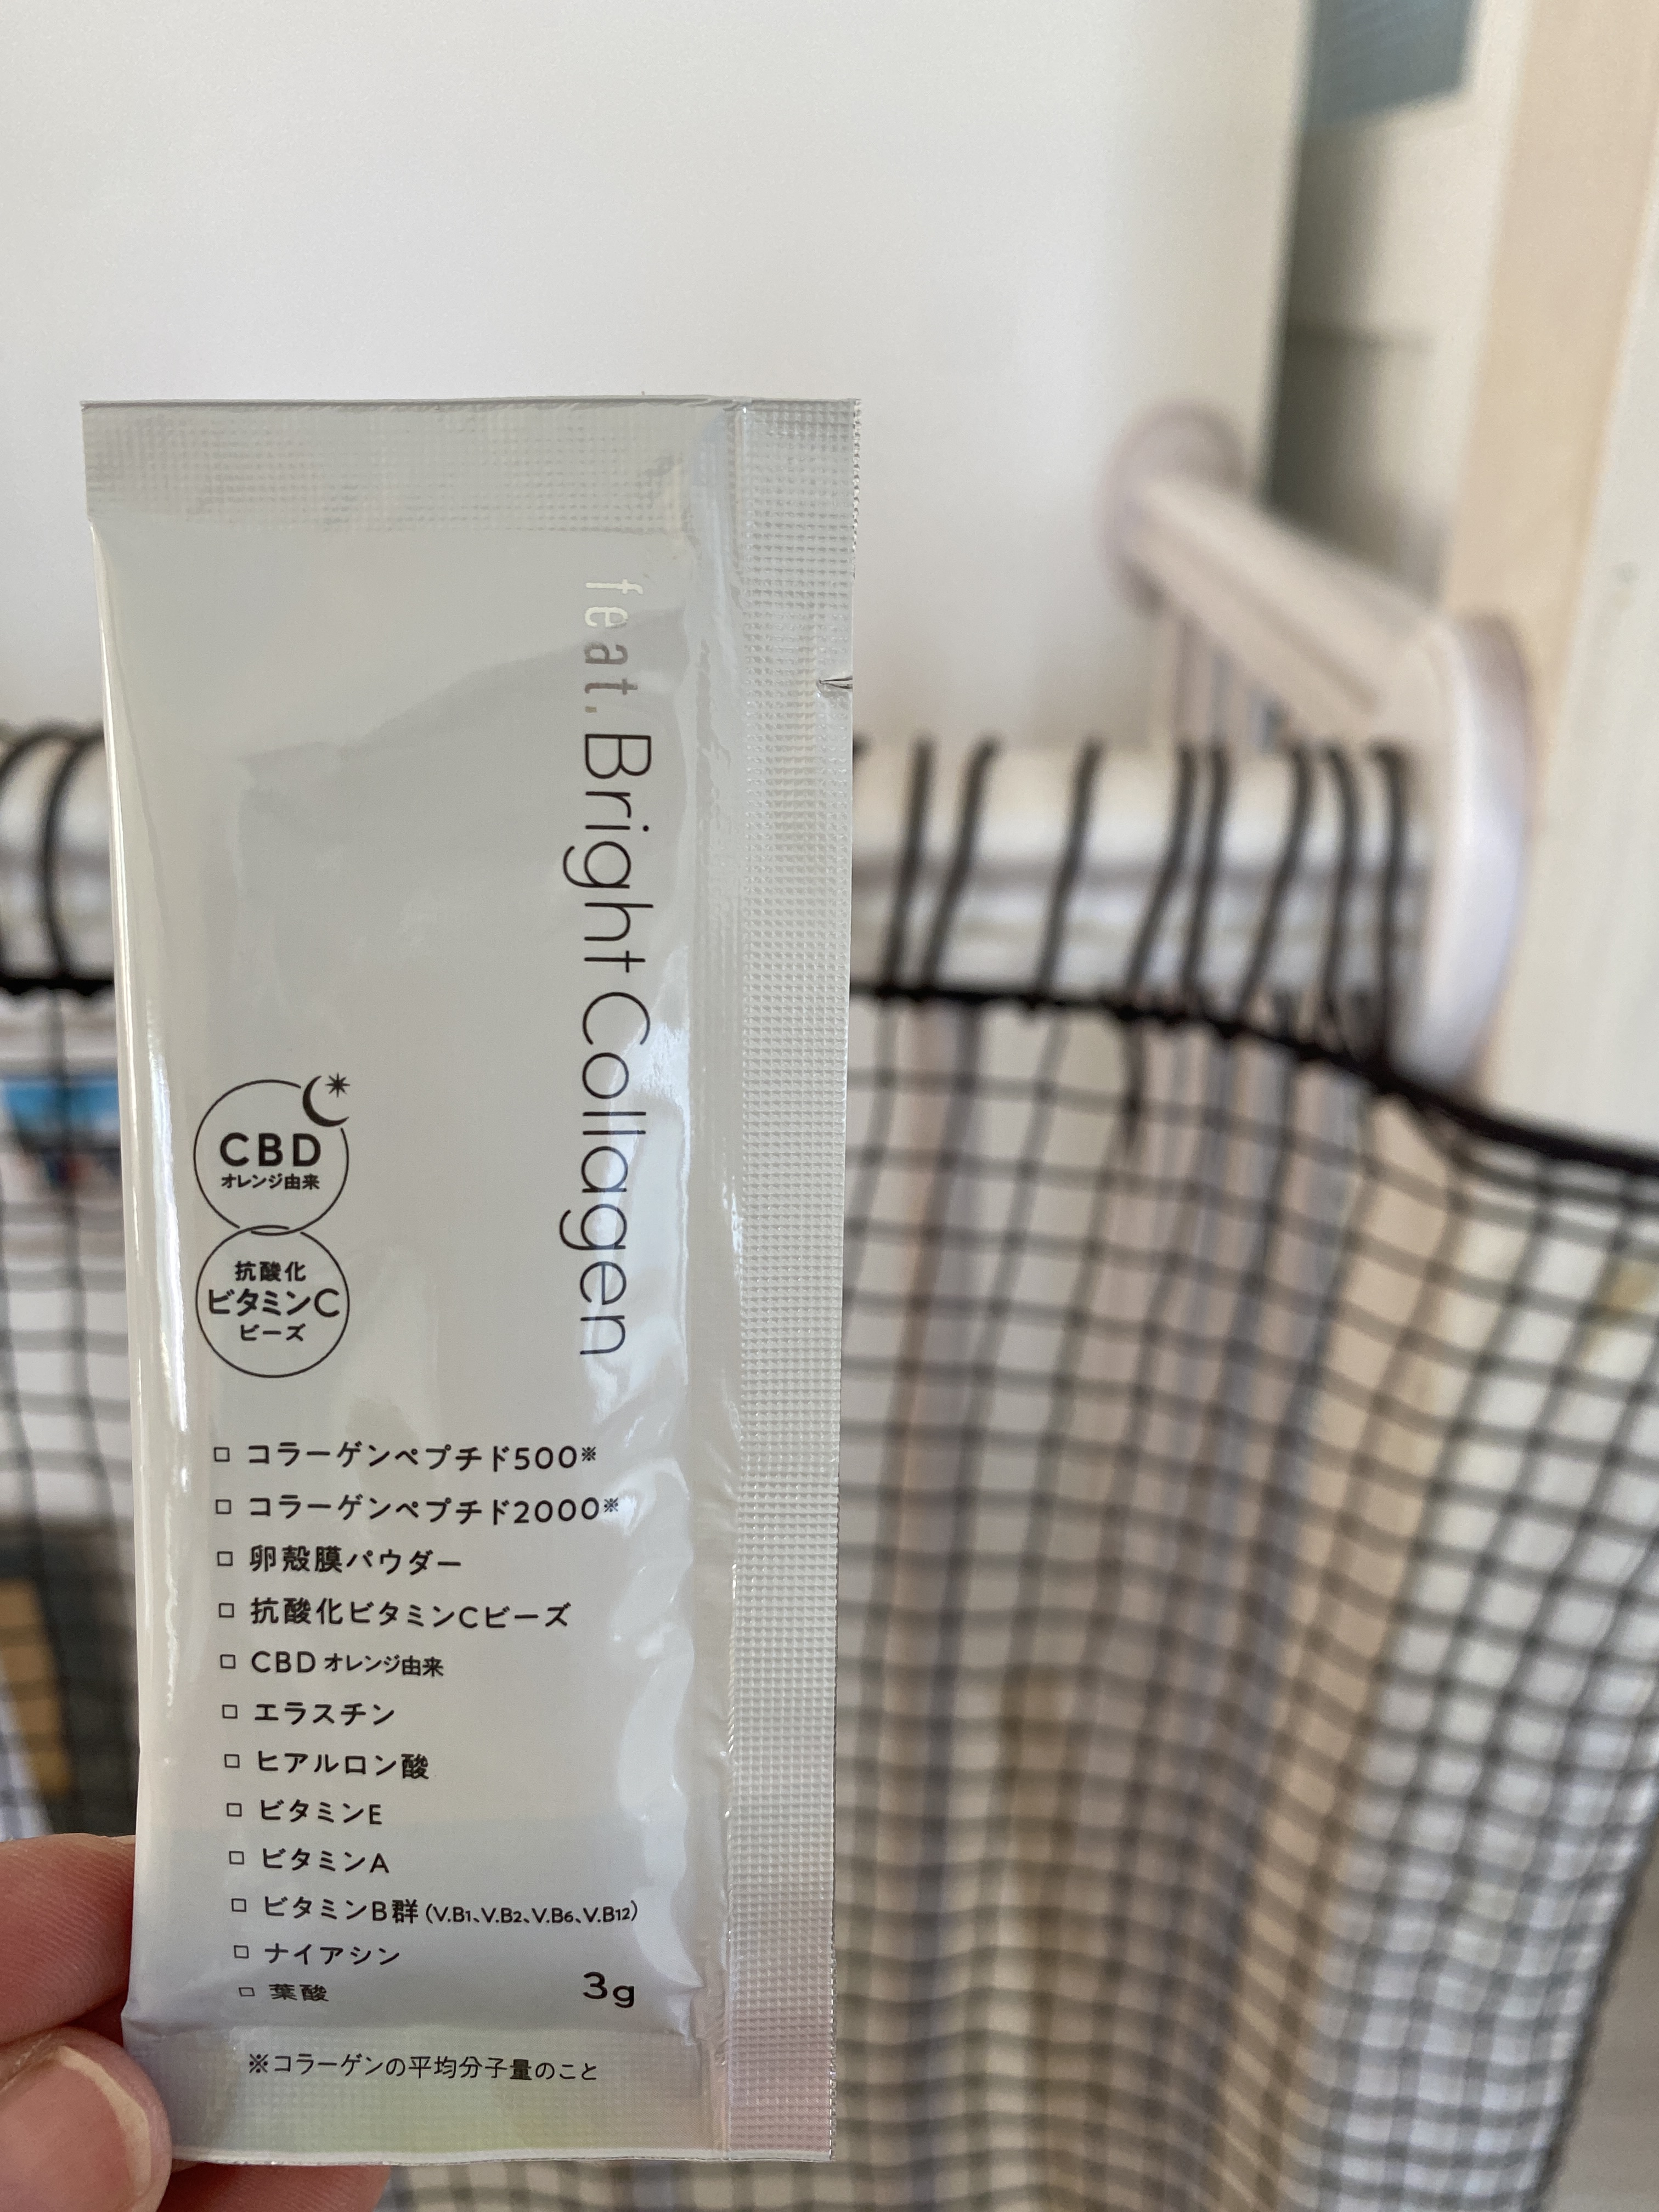 feat. Bright Collagen
CBD
オレンジ由来
抗酸化
ビタミンC
ビーズ
□ コラーゲンペプチド500※
□ コラーゲンペプチド2000※
□ 卵殻膜パウダー
□ 抗酸化ビタミンCビーズ
□ CBD オレンジ由来
□ エラスチン
□ ヒアルロン酸
□ ビタミンE
□ ビタミンA
□ ビタミンB群(V.B1、V.B2、V.B6、V.B12)
□ ナイアシン
□ 葉酸
3g
※コラーゲンの平均分子量のこと